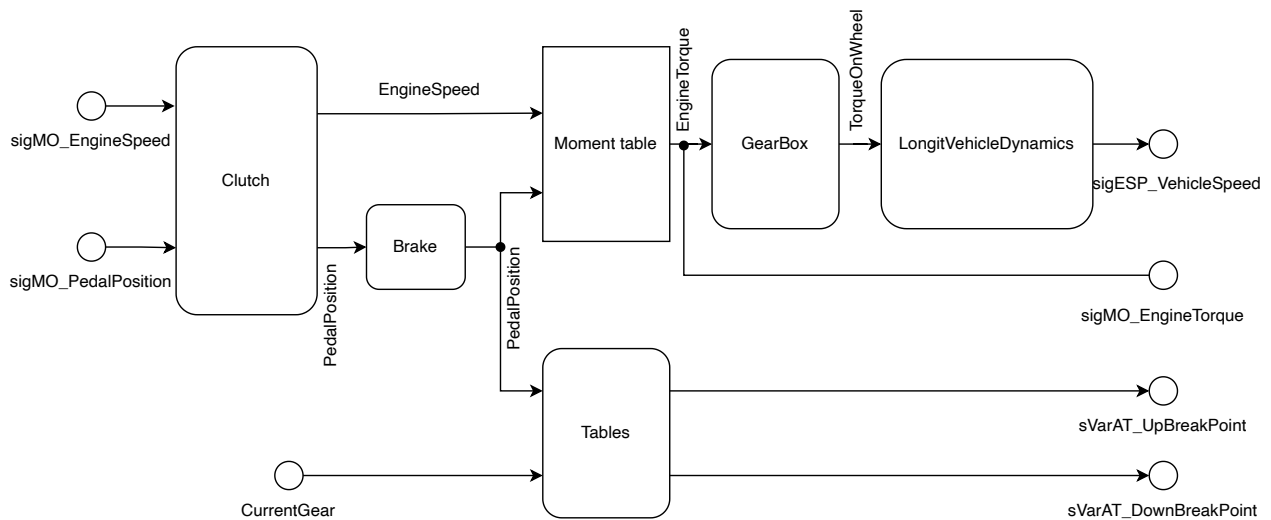 EngineSpeed
EngineTorque
TorqueOnWheel
sigMO_EngineSpeed
Clutch
Moment table
GearBox
LongitVehicleDynamics
sigESP_VehicleSpeed
Brake
sigMO_PedalPosition
PedalPosition
PedalPosition
sigMO_EngineTorque
Tables
sVarAT_UpBreakPoint
CurrentGear
sVarAT_DownBreakPoint